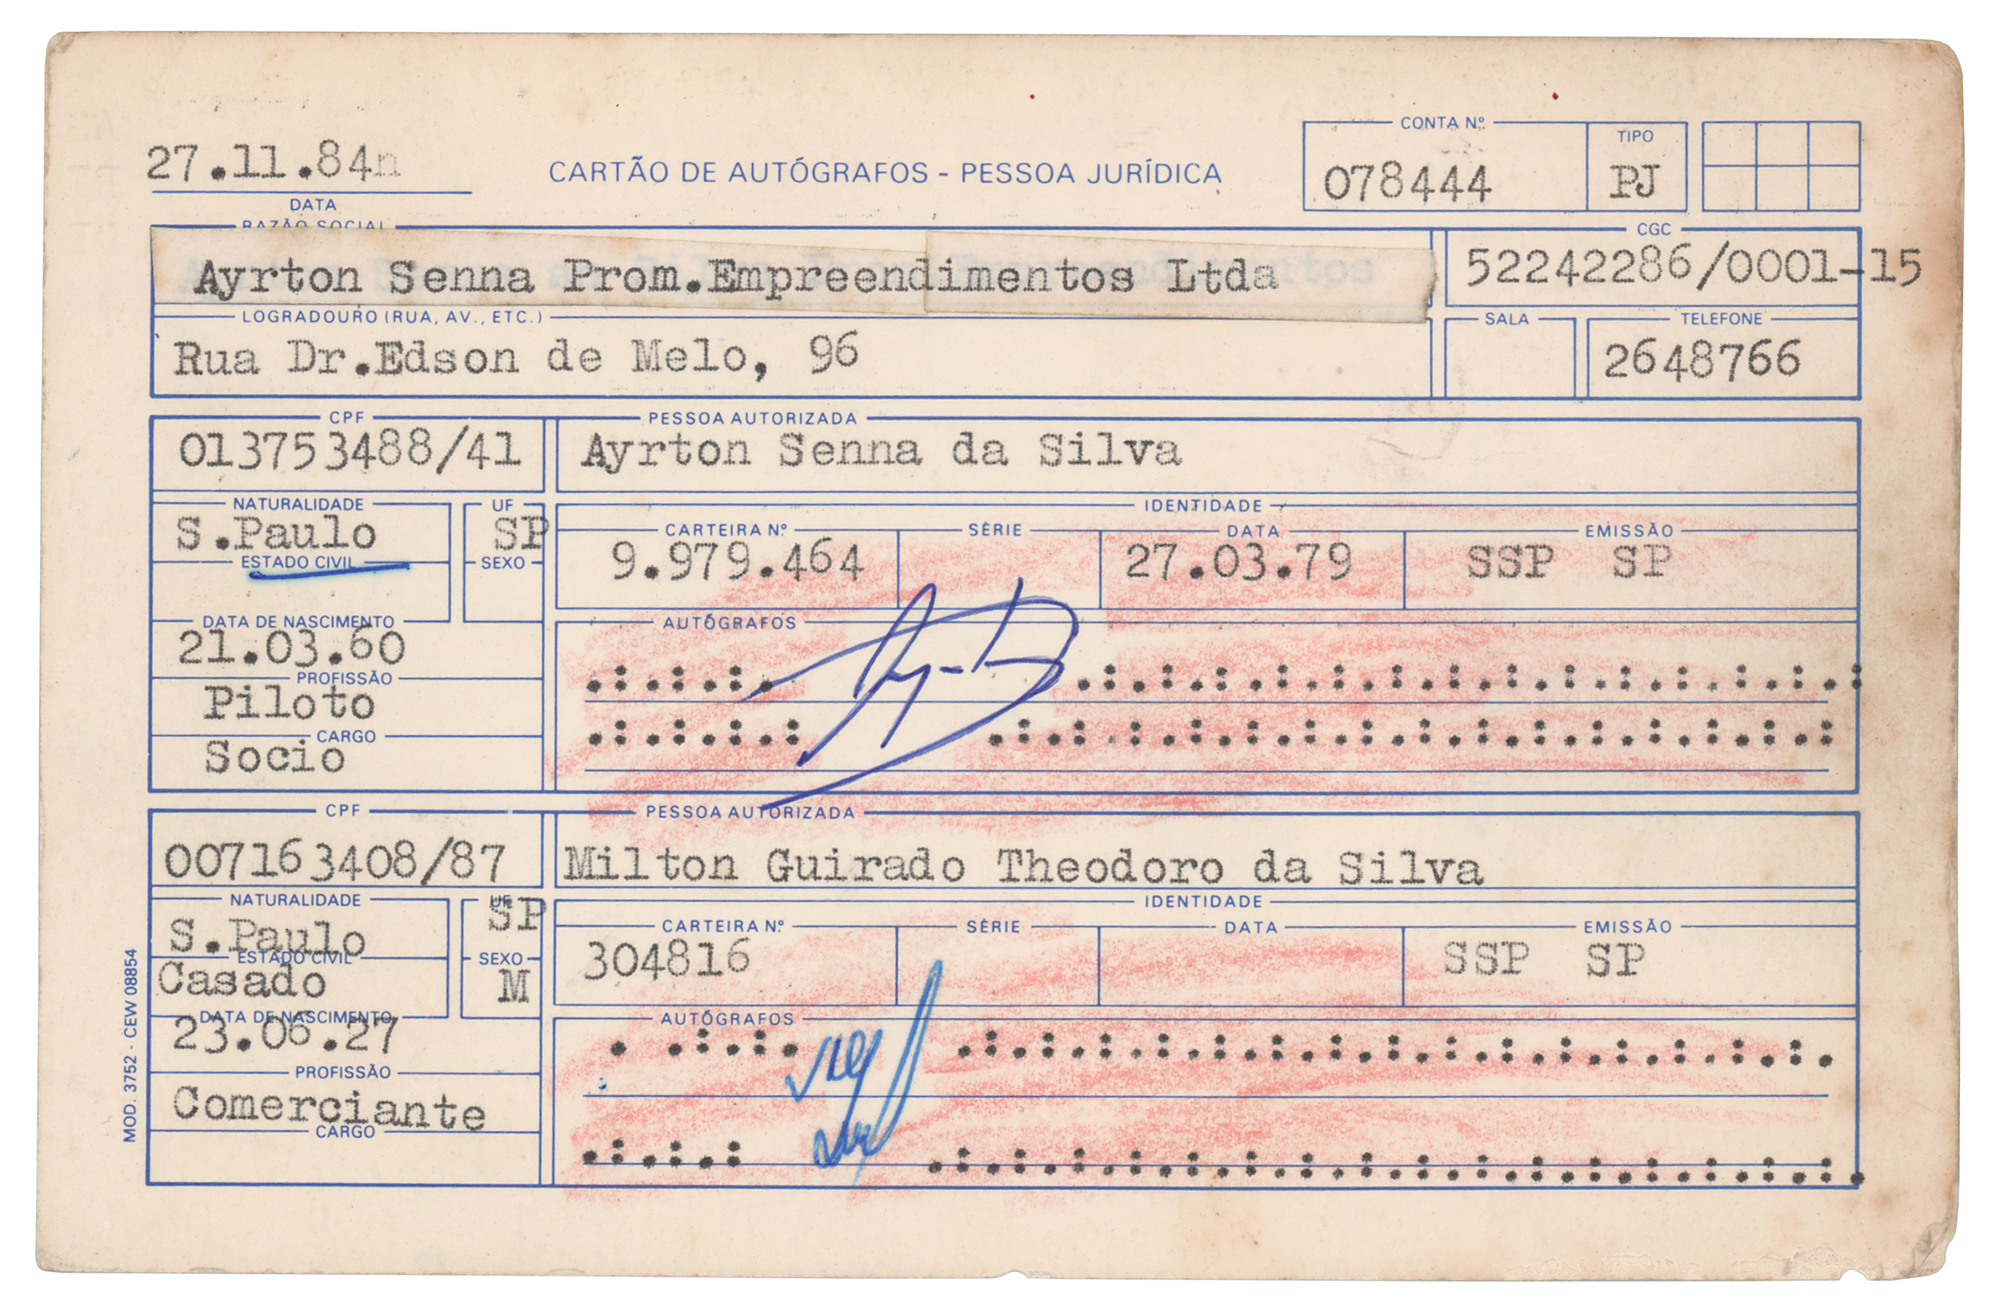 27.11.84n
DATA
CARTÃO DE AUTÓGRAFOS - PESSOA JURÍDICA
CONTA Nº
078444
TIPO
PJ
RAZÃO SOCIAL
Ayrton Senna Prom.Empreendimentos Ltda
CGC
52242286/0001-15
LOGRADOURO (RUA, AV., ETC.)
Rua Dr.Edson de Melo, 96
SALA
TELEFONE
2648766
CPF
013753488/41
PESSOA AUTORIZADA
Ayrton Senna da Silva
NATURALIDADE
S.Paulo
UF
SP
IDENTIDADE
CARTEIRA Nº
9.979.464
SÉRIE
DATA
27.03.79
EMISSÃO
SSP SP
ESTADO CIVIL
SEXO
DATA DE NASCIMENTO
21.03.60
AUTÓGRAFOS
PROFISSÃO
Piloto
CARGO
Socio
CPF
007163408/87
PESSOA AUTORIZADA
Milton Guirado Theodoro da Silva
NATURALIDADE
S.Paulo
UF
SP
IDENTIDADE
CARTEIRA Nº
304816
SÉRIE
DATA
EMISSÃO
SSP SP
ESTADO CIVIL
Casado
SEXO
M
DATA DE NASCIMENTO
23.06.27
AUTÓGRAFOS
PROFISSÃO
Comerciante
CARGO
MOD. 3752 - CEW 08854